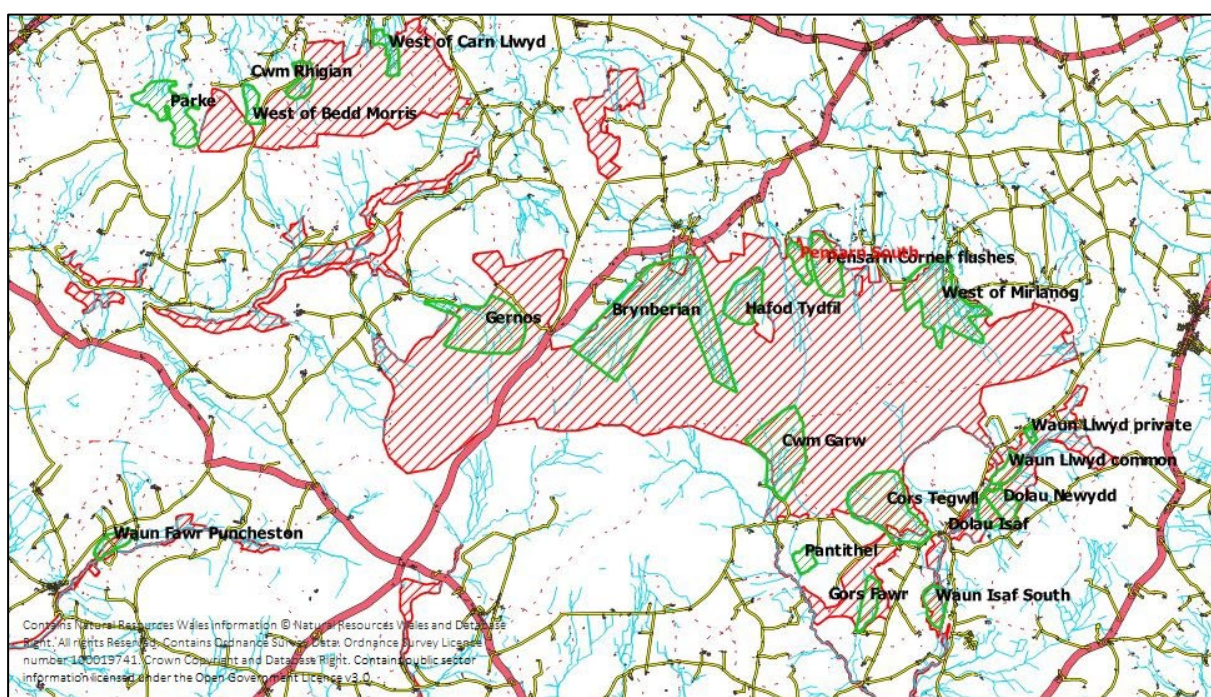 West of Carn Llwyd
Cwm Rhigian
Parke
West of Bedd Morris
Pensarn South
Pensarn Corner flushes
West of Mirianog
Gernos
Brynberian
Hafod Tydfil
Waun Llwyd private
Cwm Garw
Waun Llwyd common
Cors Tegwll
Dolau Newydd
Dolau Isaf
Waun Fawr Puncheston
Pantithel
Gors Fawr
Waun Isaf South
Contains Natural Resources Wales information © Natural Resources Wales and Database
Right. All rights Reserved. Contains Ordnance Survey Data. Ordnance Survey Licence
number 100019741. Crown Copyright and Database Right. Contains public sector
information licensed under the Open Government Licence v3.0